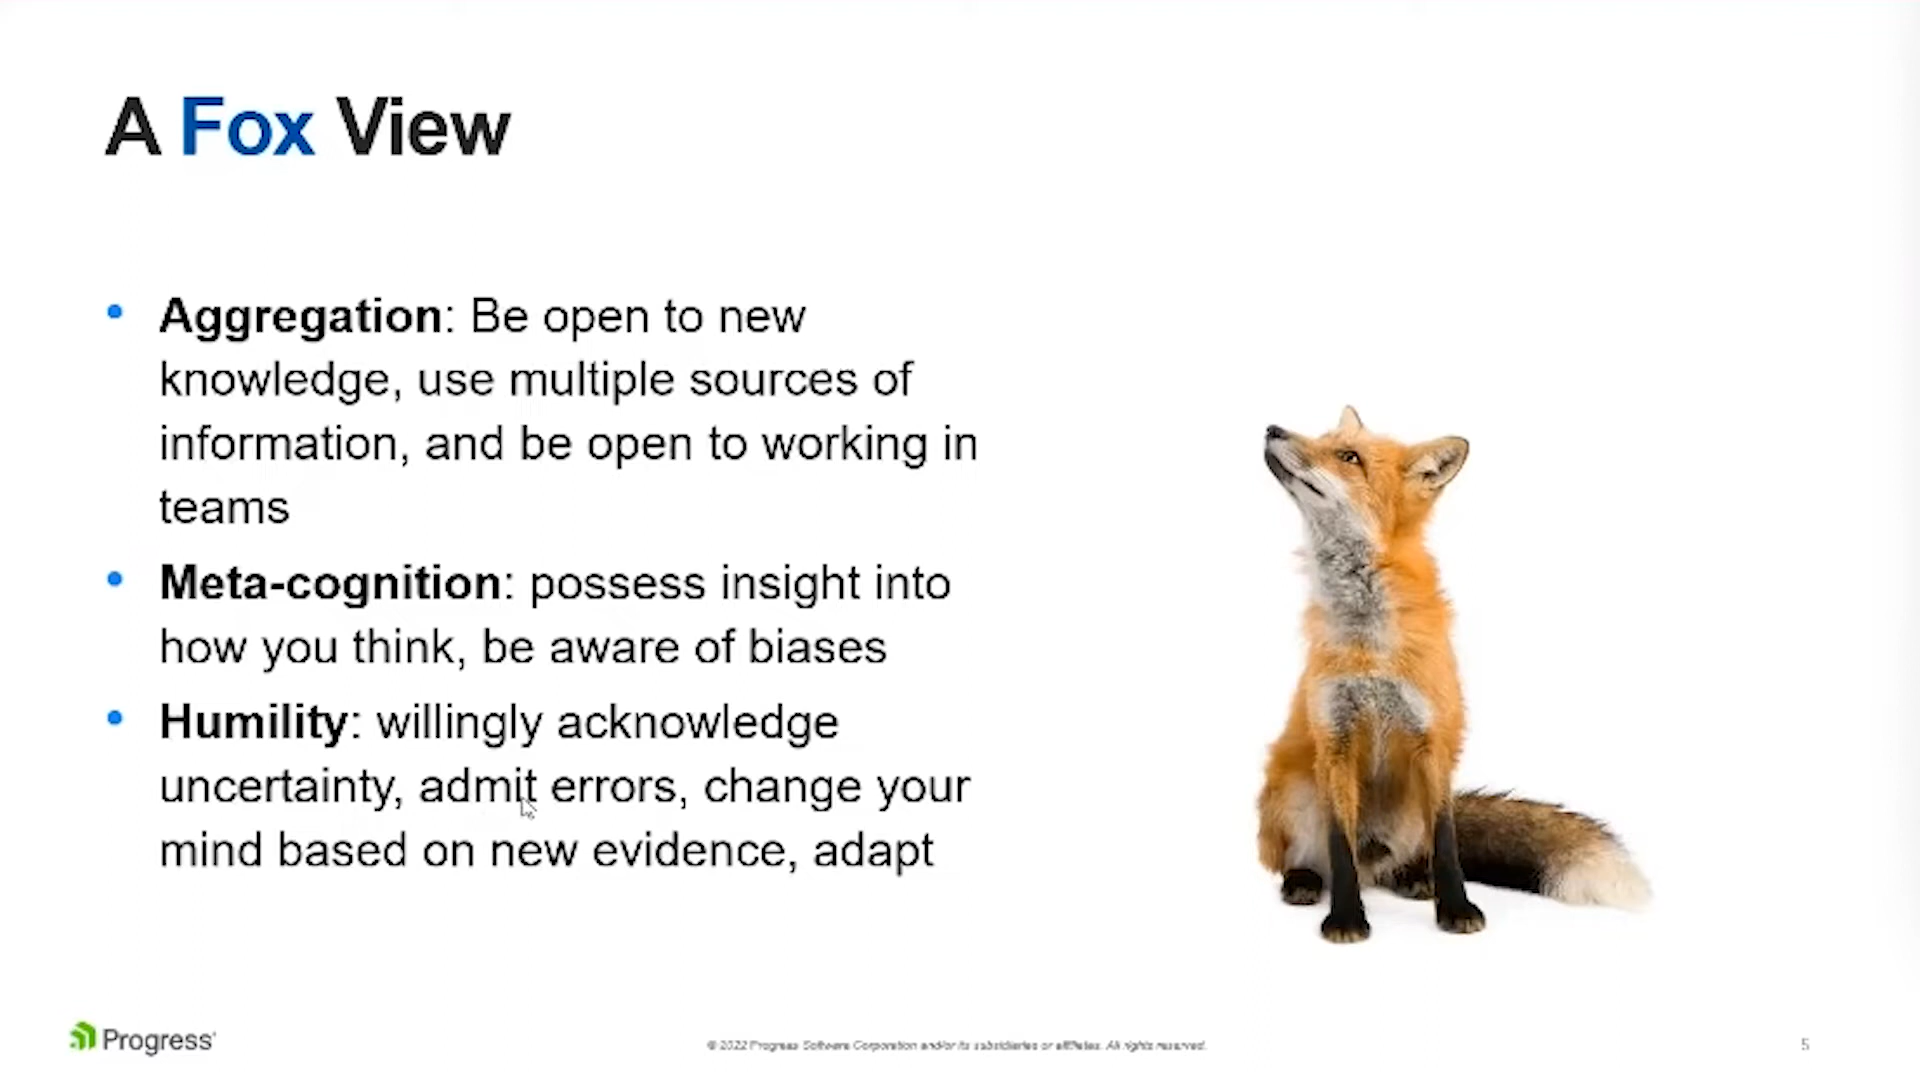 A Fox View
• Aggregation: Be open to new
knowledge, use multiple sources of
information, and be open to working in
teams
• Meta-cognition: possess insight into
how you think, be aware of biases
• Humility: willingly acknowledge
uncertainty, admit errors, change your
mind based on new evidence, adapt
Progress
© 2022 Progress Software Corporation and/or its subsidiaries or affiliates. All rights reserved.
5